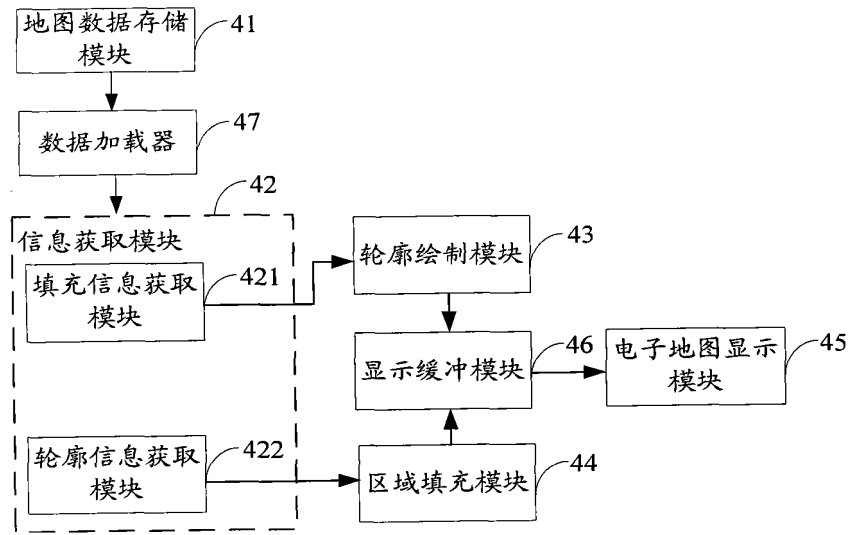 地图数据存储
模块
41
数据加载器
47
42
信息获取模块
填充信息获取
模块
421
轮廓绘制模块
43
显示缓冲模块
46
电子地图显示
模块
45
轮廓信息获取
模块
422
区域填充模块
44